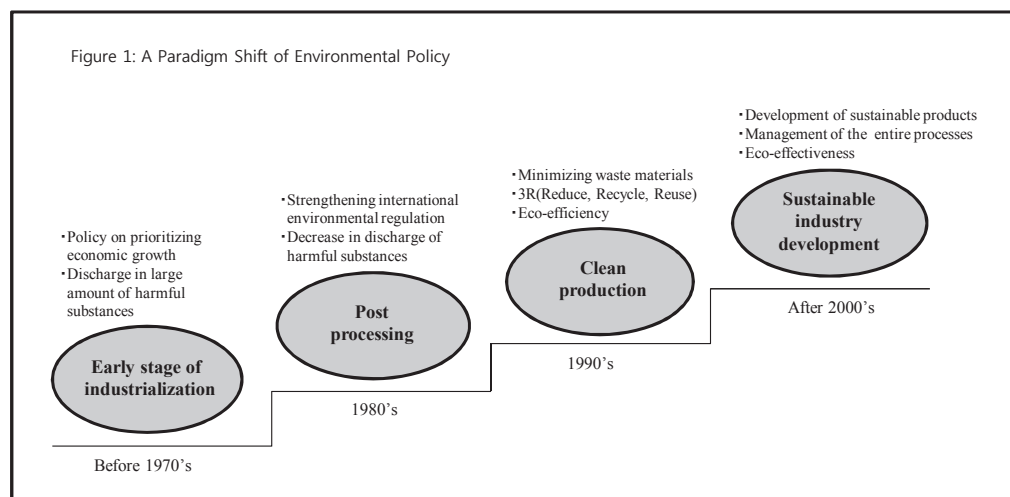 Figure 1: A Paradigm Shift of Environmental Policy
・Policy on prioritizing
economic growth
・Discharge in large
amount of harmful
substances
Early stage of
industrialization
Before 1970’s
・Strengthening international
environmental regulation
・Decrease in discharge of
harmful substances
Post
processing
1980’s
・Minimizing waste materials
・3R(Reduce, Recycle, Reuse)
・Eco-efficiency
Clean
production
1990’s
・Development of sustainable products
・Management of the entire processes
・Eco-effectiveness
Sustainable
industry
development
After 2000’s